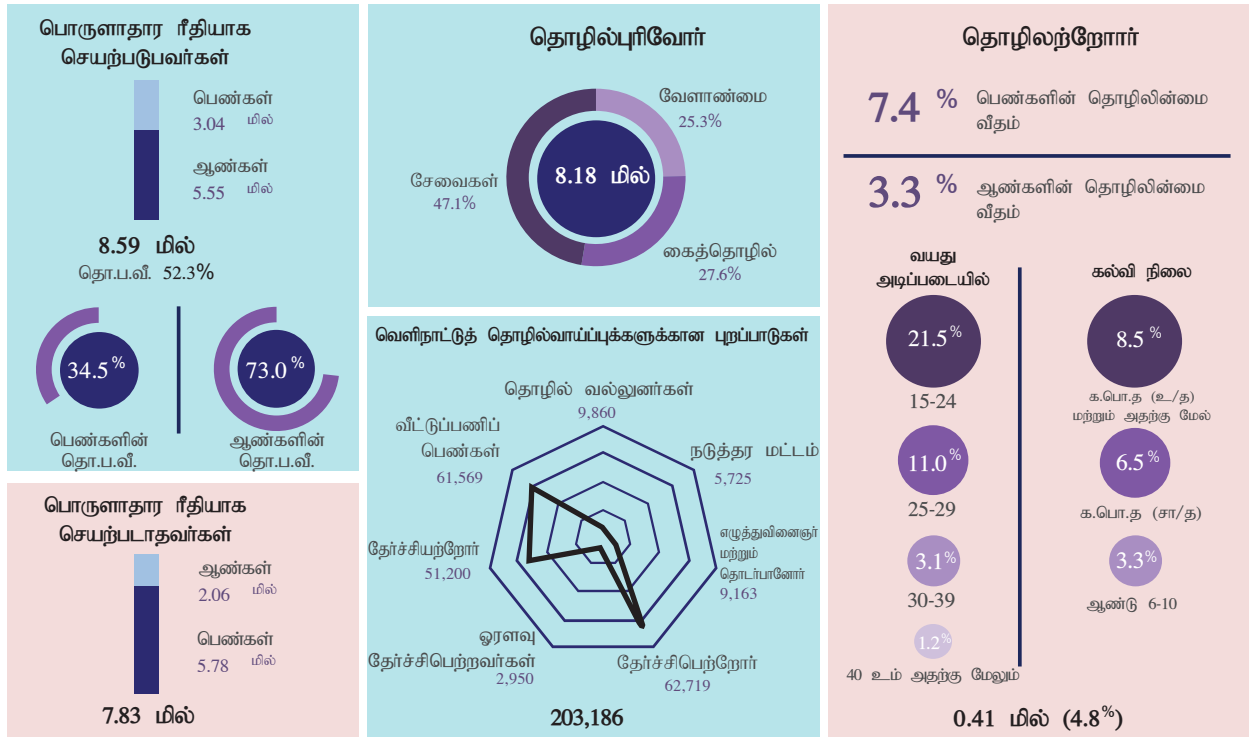 பொருளாதார ரீதியாக
செயற்படுபவர்கள்
பெண்கள்
3.04 மில்
ஆண்கள்
5.55 மில்
8.59 மில்
தொ.ப.வீ. 52.3%
34.5 %
பெண்களின்
தொ.ப.வீ.
73.0 %
ஆண்களின்
தொ.ப.வீ.
பொருளாதார ரீதியாக
செயற்படாதவர்கள்
ஆண்கள்
2.06 மில்
பெண்கள்
5.78 மில்
7.83 மில்
தொழில்புரிவோர்
வேளாண்மை
25.3%
8.18 மில்
சேவைகள்
47.1%
கைத்தொழில்
27.6%
வெளிநாட்டுத் தொழில்வாய்ப்புக்களுக்கான புறப்பாடுகள்
தொழில் வல்லுனர்கள்
9,860
வீட்டுப்பணிப்
பெண்கள்
61,569
நடுத்தர மட்டம்
5,725
எழுத்துவினைஞர்
மற்றும்
தொடர்பானோர்
9,163
தேர்ச்சியற்றோர்
51,200
ஓரளவு
தேர்ச்சிபெற்றவர்கள்
2,950
தேர்ச்சிபெற்றோர்
62,719
203,186
தொழிலற்றோர்
7.4 % பெண்களின் தொழிலின்மை
வீதம்
3.3 % ஆண்களின் தொழிலின்மை
வீதம்
வயது
அடிப்படையில்
21.5 %
15-24
11.0 %
25-29
3.1 %
30-39
1.2 %
40 உம் அதற்கு மேலும்
கல்வி நிலை
8.5 %
க.பொ.த (உ/த)
மற்றும் அதற்கு மேல்
6.5 %
க.பொ.த (சா/த)
3.3 %
ஆண்டு 6-10
0.41 மில் (4.8%)